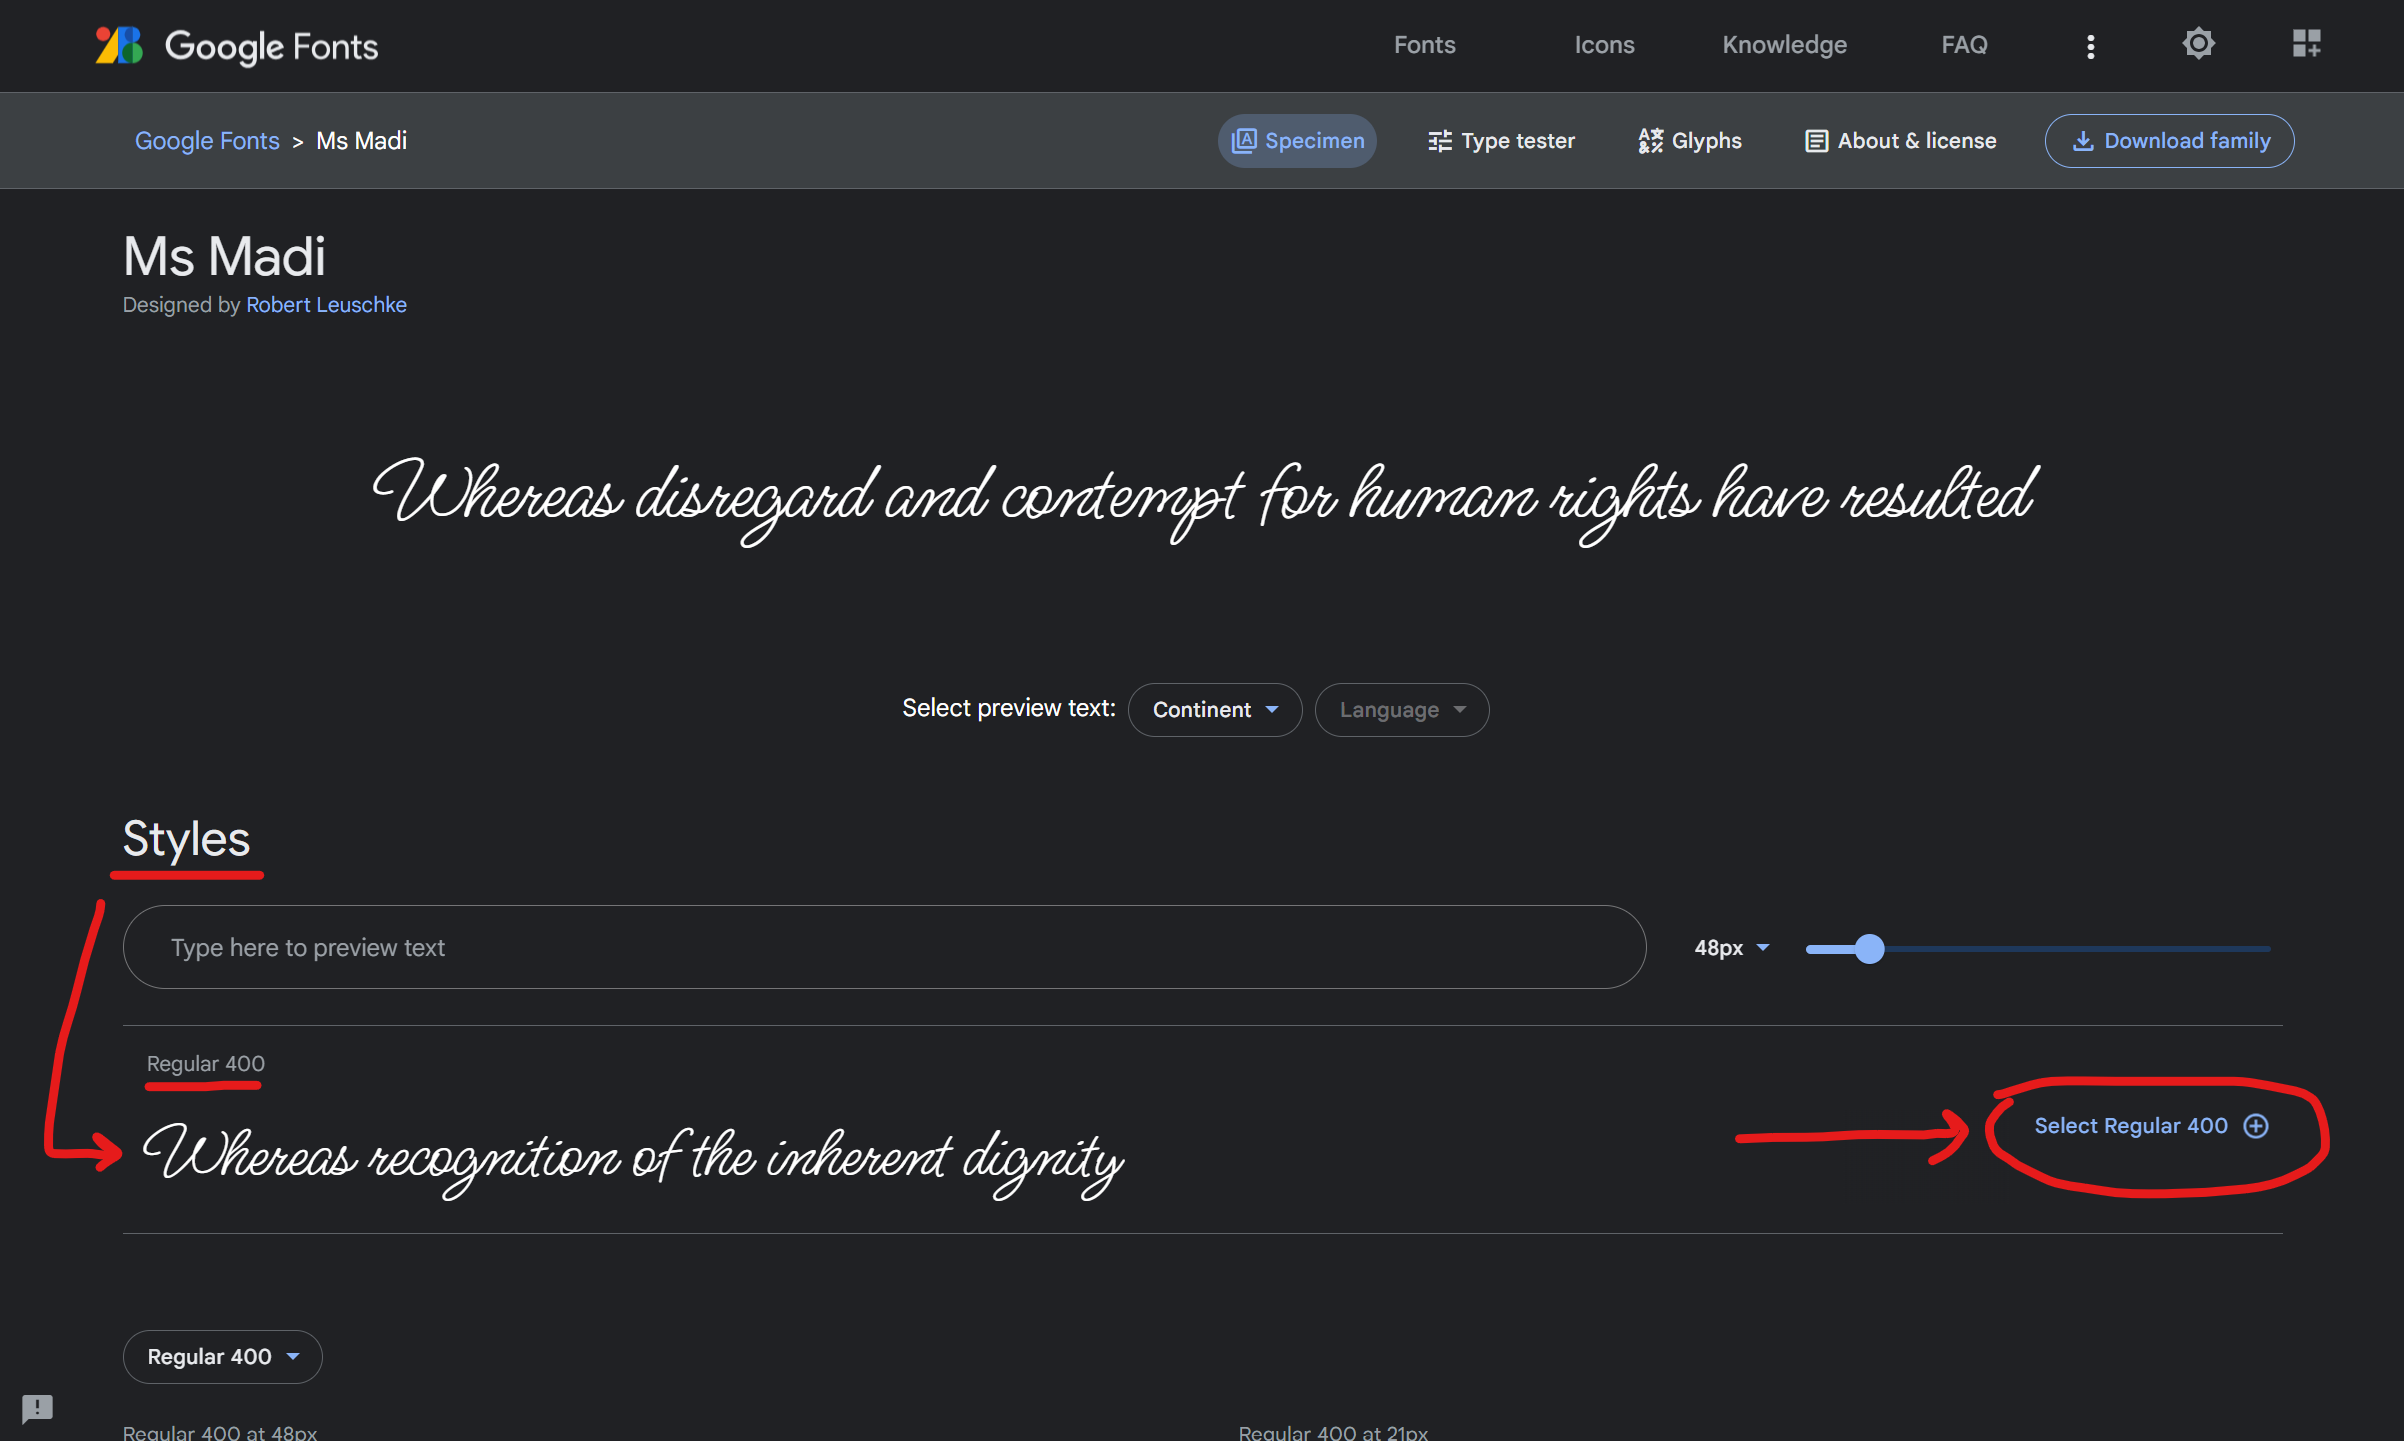 Google Fonts
Fonts Icons Knowledge FAQ
Google Fonts > Ms Madi
Specimen Type tester Glyphs About & license Download family
Ms Madi
Designed by Robert Leuschke
Whereas disregard and contempt for human rights have resulted
Select preview text: Continent Language
Styles
Type here to preview text 48px
Regular 400
Select Regular 400
Whereas recognition of the inherent dignity
Regular 400
Regular 400 at 48px Regular 400 at 21px